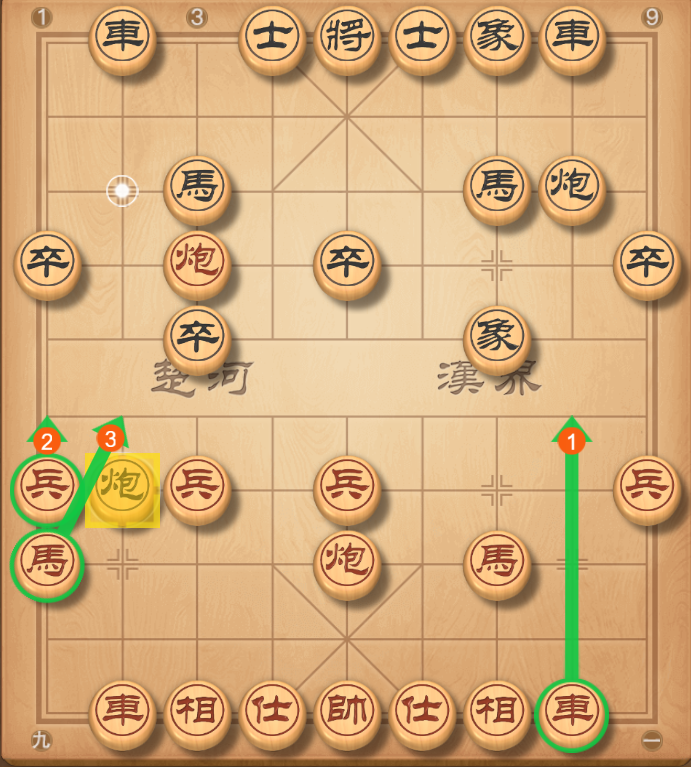 1 3 9
車 士 將 士 象 車
馬 馬 炮
卒 炮 卒 卒
卒 象
楚河 漢界
2 3 1
兵 炮 兵 兵 兵
馬 炮 馬
車 相 仕 帥 仕 相 車
九 一